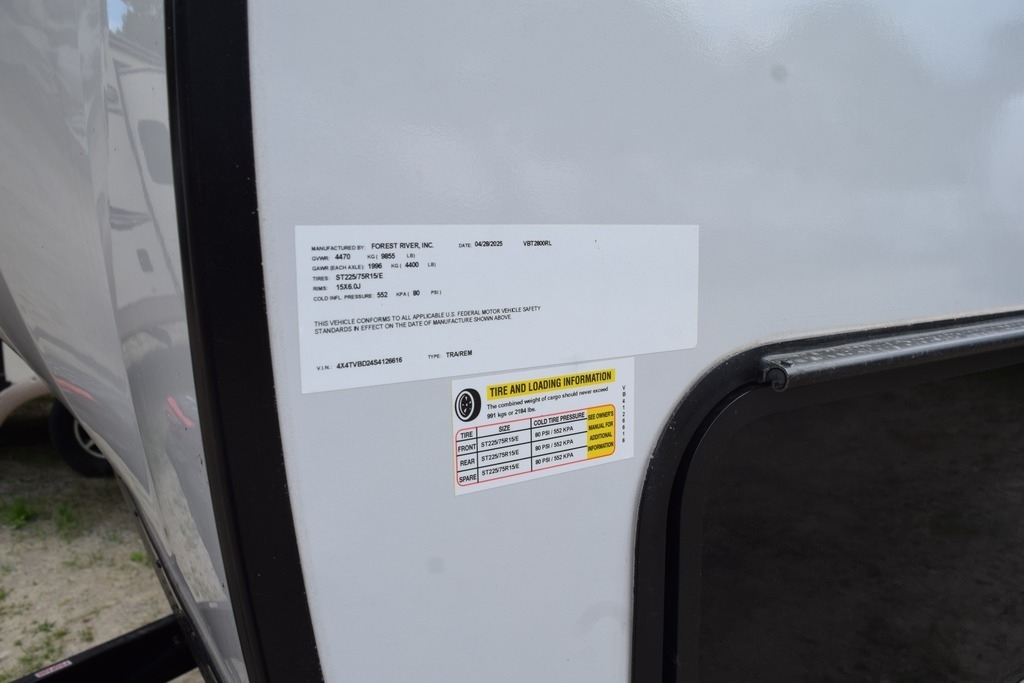 MANUFACTURED BY: FOREST RIVER, INC. DATE: 04/28/2025 VBT2800RL
GVWR: 4470 KG ( 9855 LB)
GAWR (EACH AXLE): 1996 KG ( 4400 LB)
TIRES: ST225/75R15/E
RIMS: 15X6.0J
COLD INFL. PRESSURE: 552 KPA ( 80 PSI )
THIS VEHICLE CONFORMS TO ALL APPLICABLE U.S. FEDERAL MOTOR VEHICLE SAFETY
STANDARDS IN EFFECT ON THE DATE OF MANUFACTURE SHOWN ABOVE.
V.I.N.: 4X4TVBD24S4126616 TYPE: TRA/REM
TIRE AND LOADING INFORMATION
The combined weight of cargo should never exceed
991 kgs or 2184 lbs.
TIRE SIZE COLD TIRE PRESSURE
FRONT ST225/75R15/E 80 PSI / 552 KPA
REAR ST225/75R15/E 80 PSI / 552 KPA
SPARE ST225/75R15/E 80 PSI / 552 KPA
SEE OWNER'S
MANUAL FOR
ADDITIONAL
INFORMATION
VB4126616